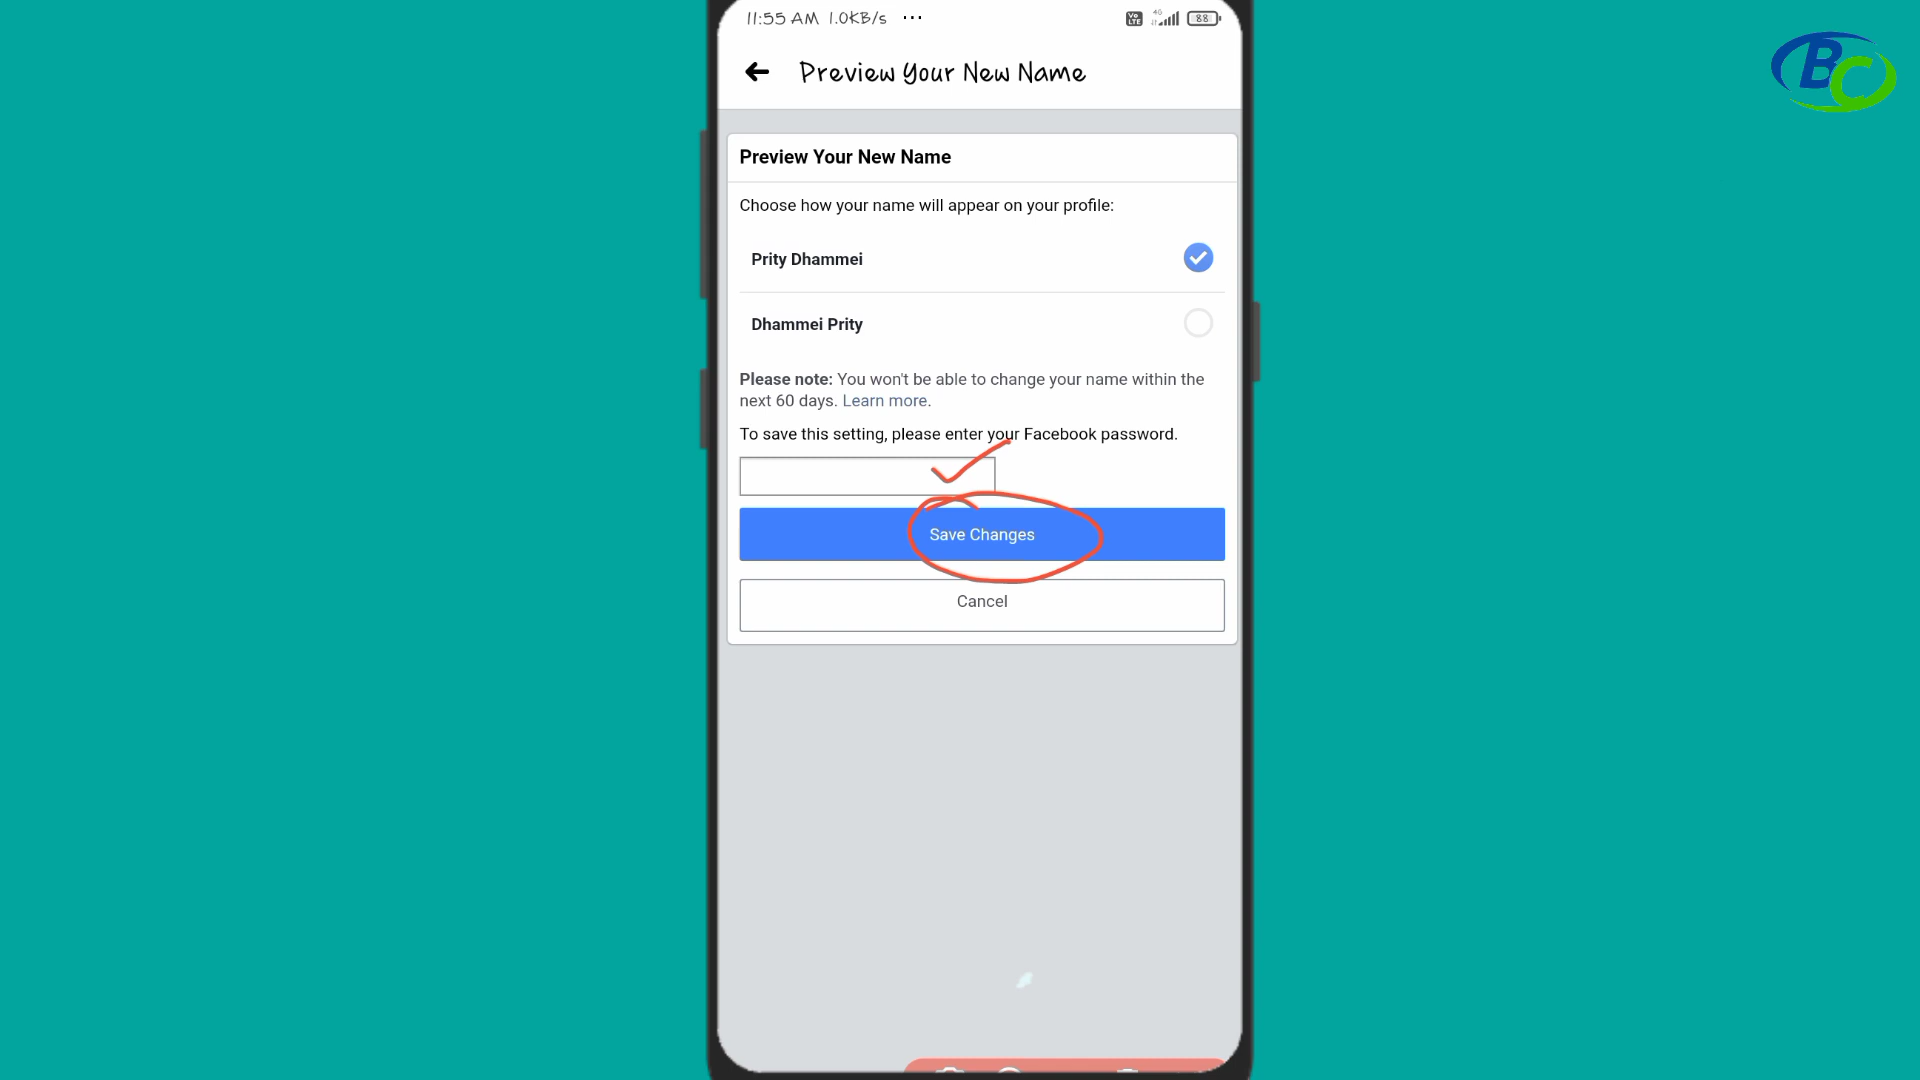 11:55 AM 1.0KB/s ...
Vo LTE 4G 88
BC
Preview Your New Name
Preview Your New Name
Choose how your name will appear on your profile:
Prity Dhammei
Dhammei Prity
Please note: You won't be able to change your name within the
next 60 days. Learn more.
To save this setting, please enter your Facebook password.
Save Changes
Cancel